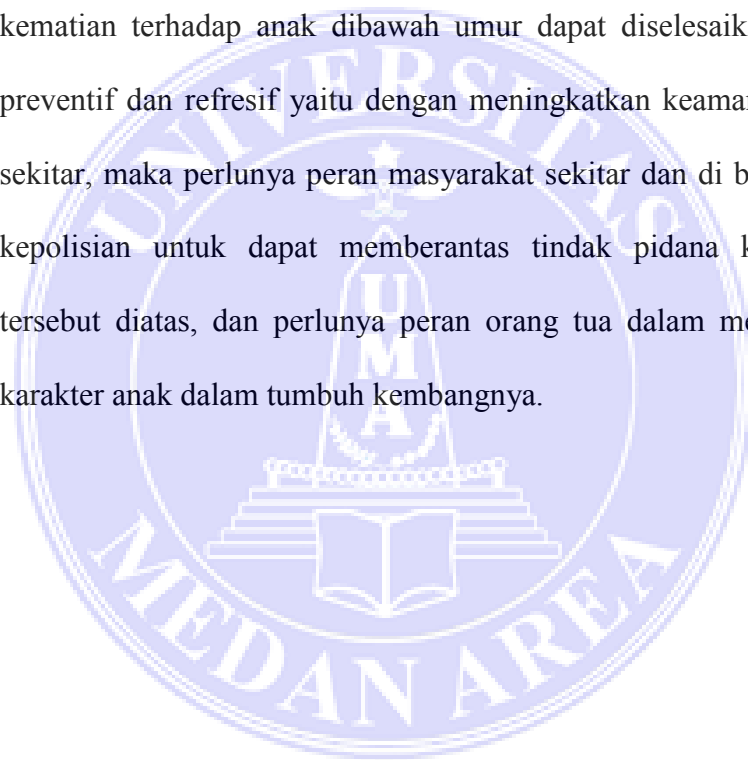 kematian terhadap anak dibawah umur dapat diselesaik
preventif dan refresif yaitu dengan meningkatkan keamar
sekitar, maka perlunya peran masyarakat sekitar dan di b
kepolisian untuk dapat memberantas tindak pidana k
tersebut diatas, dan perlunya peran orang tua dalam me
karakter anak dalam tumbuh kembangnya.
UNIVERSITAS
UMA
MEDAN AREA